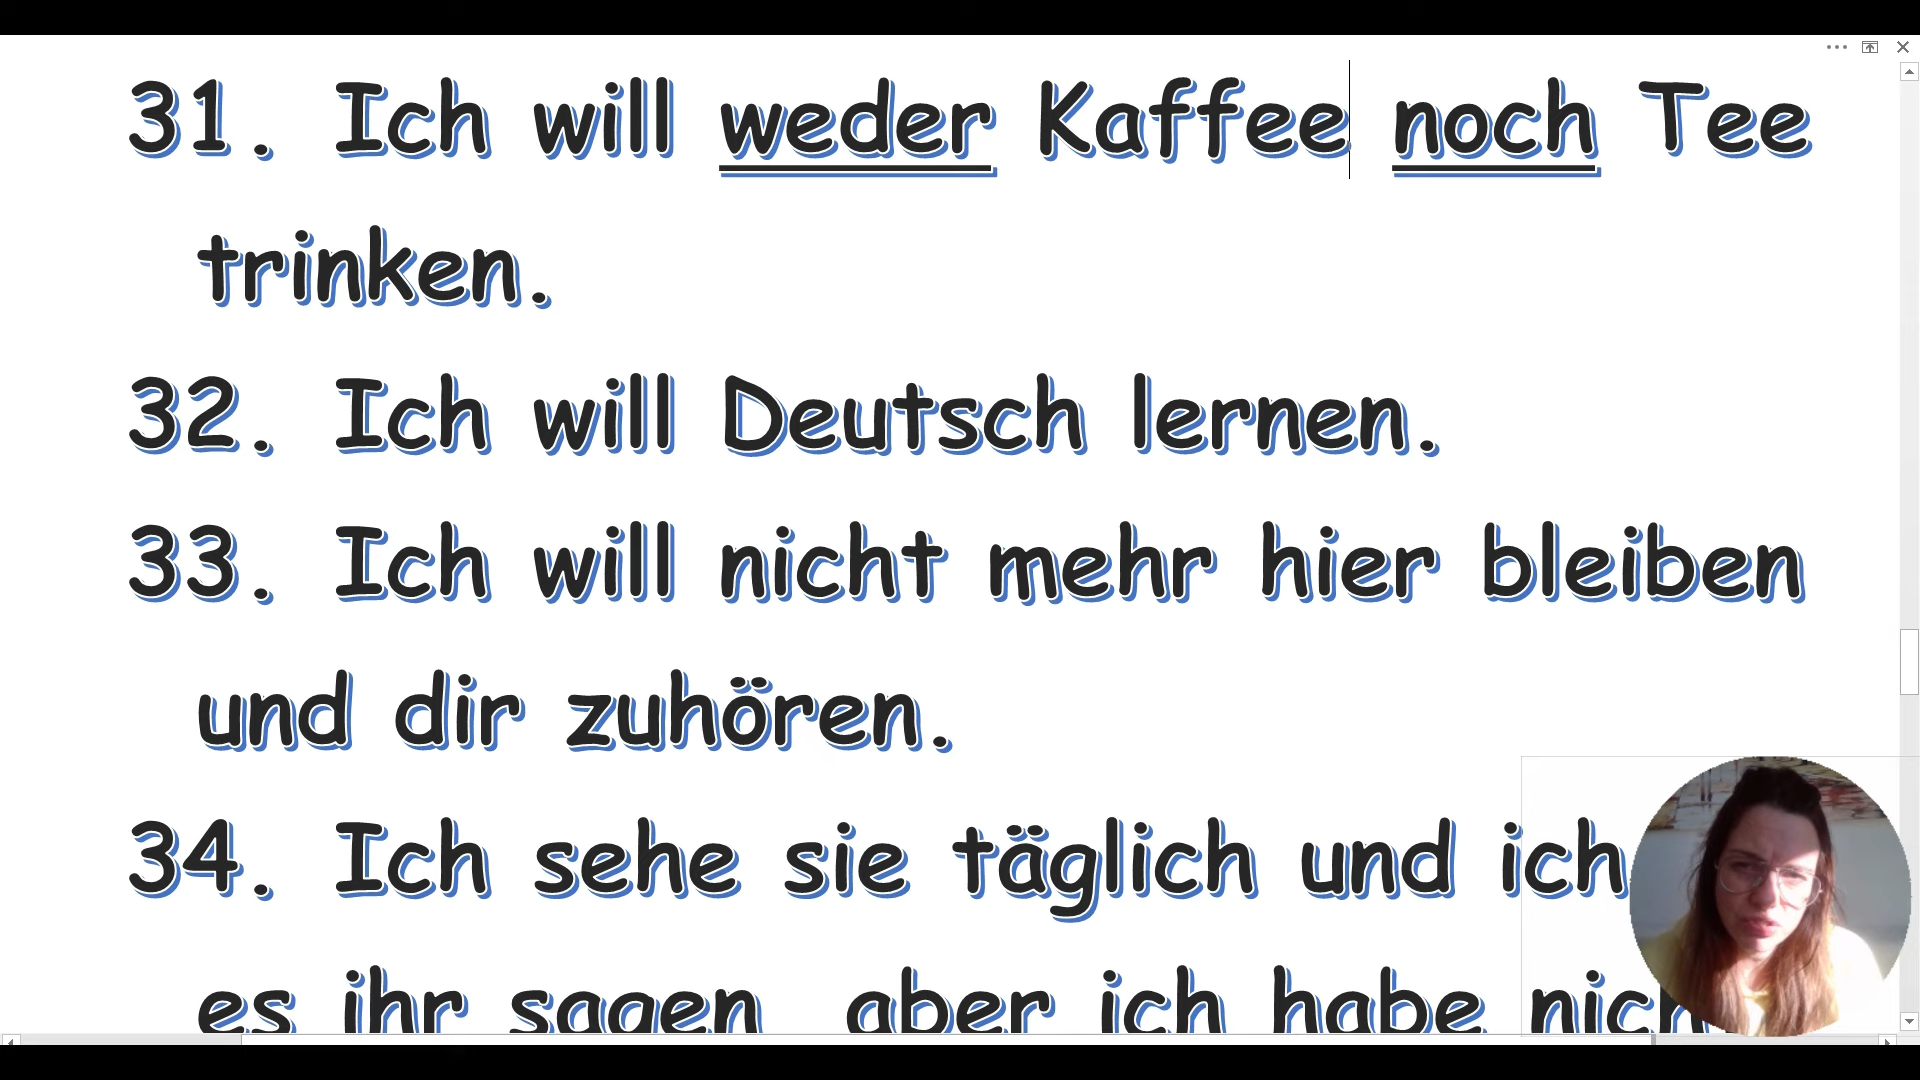 31. Ich will weder Kaffee noch Tee
trinken.
32. Ich will Deutsch lernen.
33. Ich will nicht mehr hier bleiben
und dir zuhören.
34. Ich sehe sie täglich und ich
es ihr sagen aber ich habe